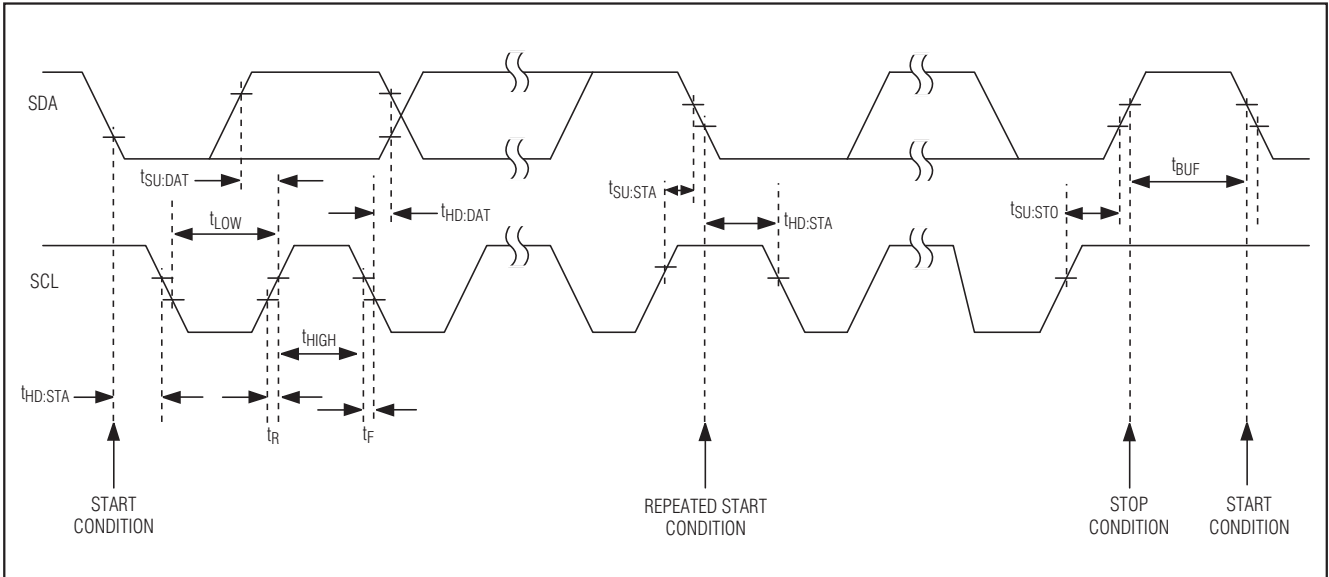 SDA
tSU:DAT
tLOW
tHD:DAT
tSU:STA
tHD:STA
tSU:STO
tBUF
SCL
tHIGH
tHD:STA
tR
tF
START
CONDITION
REPEATED START
CONDITION
STOP
CONDITION
START
CONDITION